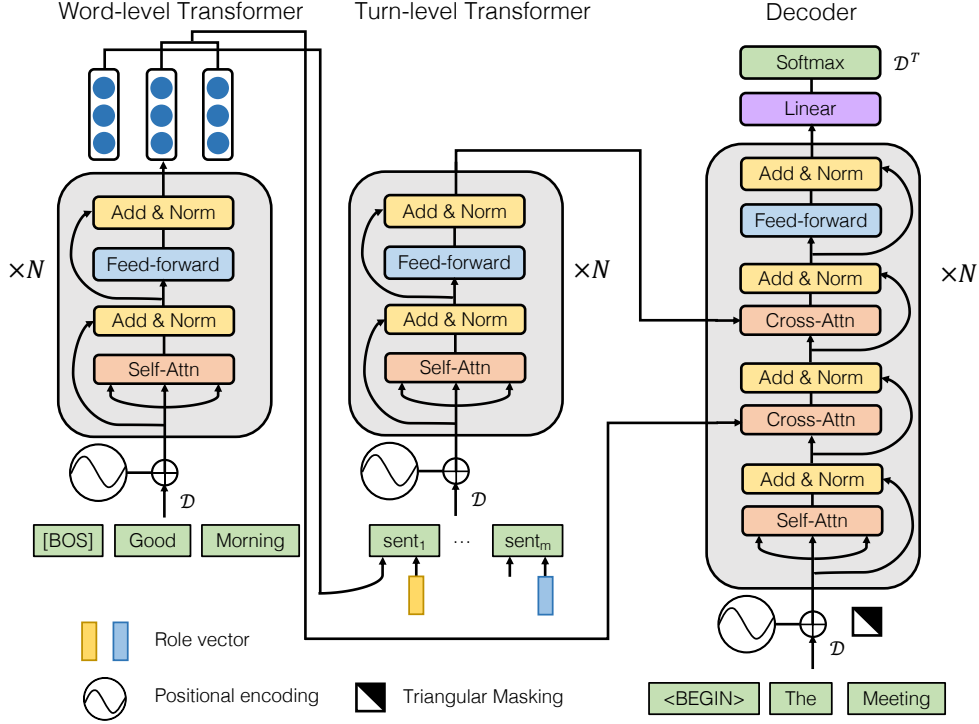 Word-level Transformer
Turn-level Transformer
Decoder
Softmax
𝒟ᵀ
Linear
Add & Norm
Feed-forward
Add & Norm
Self-Attn
×N
𝒟
[BOS]
Good
Morning
Add & Norm
Feed-forward
Add & Norm
Self-Attn
×N
𝒟
sent₁
...
sentₘ
Add & Norm
Feed-forward
Add & Norm
Cross-Attn
Add & Norm
Cross-Attn
Add & Norm
Self-Attn
×N
𝒟
<BEGIN>
The
Meeting
Role vector
Positional encoding
Triangular Masking